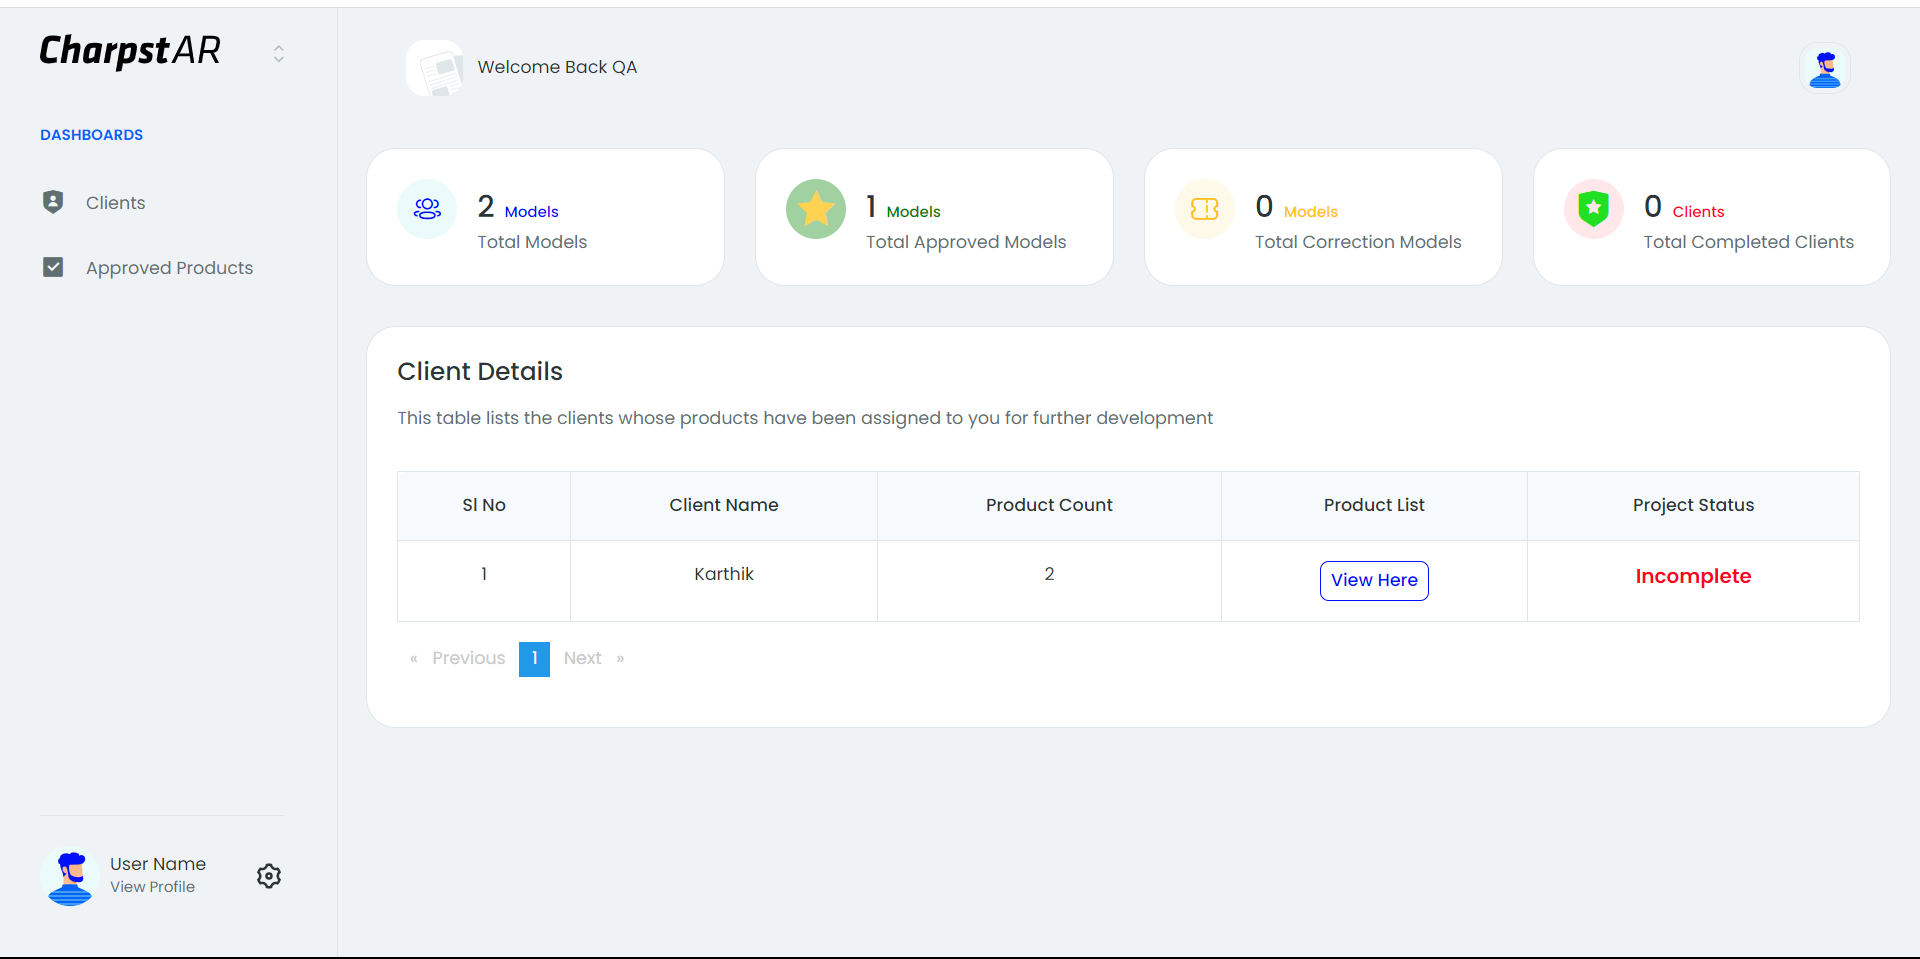 CharpstAR
DASHBOARDS
Clients
Approved Products
User Name
View Profile
Welcome Back QA
2 Models
Total Models
1 Models
Total Approved Models
0 Models
Total Correction Models
0 Clients
Total Completed Clients
Client Details
This table lists the clients whose products have been assigned to you for further development
Sl No Client Name Product Count Product List Project Status
1 Karthik 2 View Here Incomplete
« Previous 1 Next »